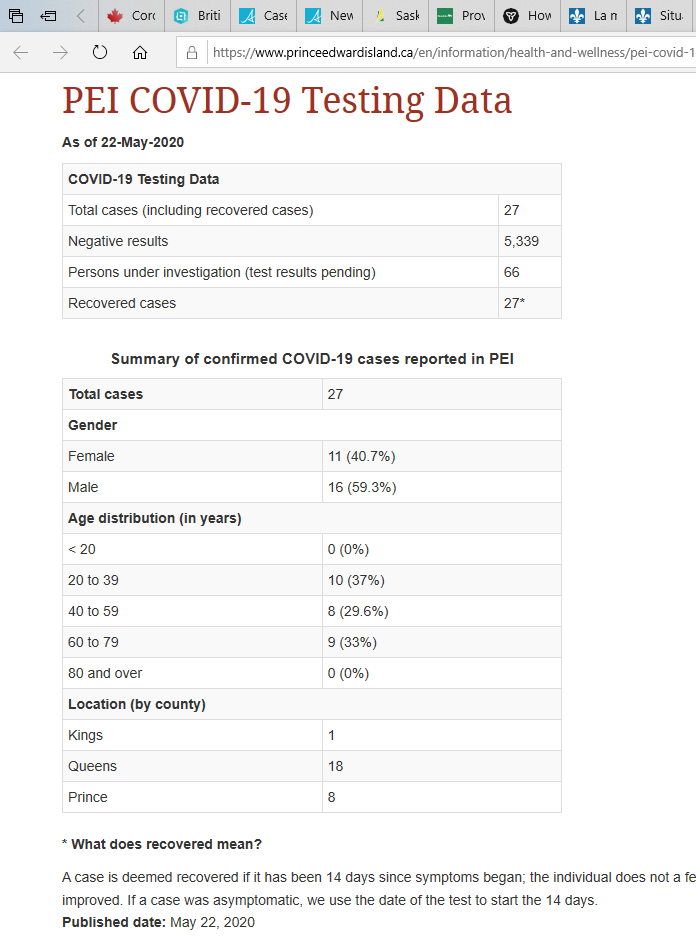 Coro Briti Case New Sask Prov How La n Situ
https://www.princeedwardisland.ca/en/information/health-and-wellness/pei-covid-1
PEI COVID-19 Testing Data
As of 22-May-2020
COVID-19 Testing Data
Total cases (including recovered cases) 27
Negative results 5,339
Persons under investigation (test results pending) 66
Recovered cases 27*
Summary of confirmed COVID-19 cases reported in PEI
Total cases 27
Gender
Female 11 (40.7%)
Male 16 (59.3%)
Age distribution (in years)
< 20 0 (0%)
20 to 39 10 (37%)
40 to 59 8 (29.6%)
60 to 79 9 (33%)
80 and over 0 (0%)
Location (by county)
Kings 1
Queens 18
Prince 8
* What does recovered mean?
A case is deemed recovered if it has been 14 days since symptoms began; the individual does not a fe
improved. If a case was asymptomatic, we use the date of the test to start the 14 days.
Published date: May 22, 2020